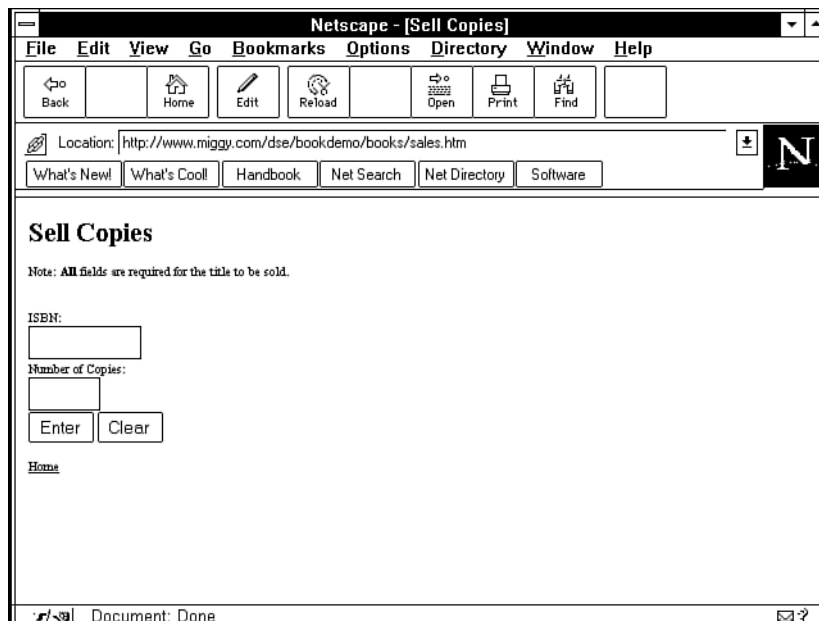 Netscape - [Sell Copies]
File Edit View Go Bookmarks Options Directory Window Help
Back Home Edit Reload Open Print Find
Location: http://www.miggy.com/dse/bookdemo/books/sales.htm
N
What's New! What's Cool! Handbook Net Search Net Directory Software
Sell Copies
Note: All fields are required for the title to be sold.
ISBN:
Number of Copies:
Enter Clear
Home
Document: Done